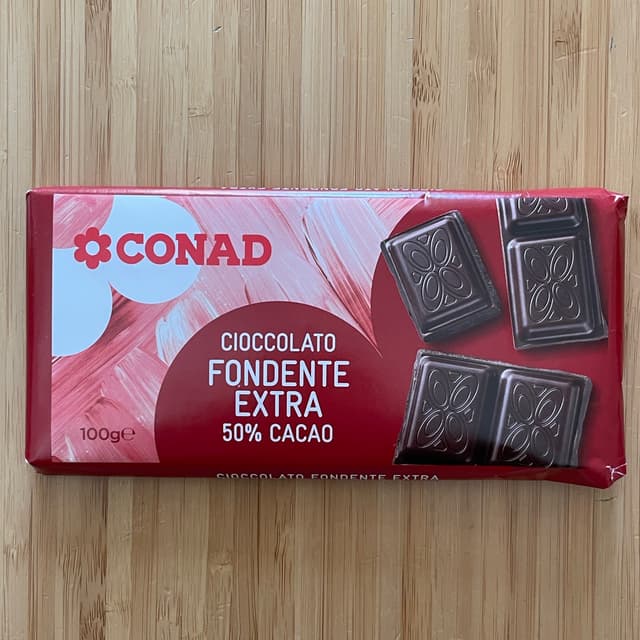 CONAD
CIOCCOLATO
FONDENTE
EXTRA
50% CACAO
100g℮
CIOCCOLATO FONDENTE EXTRA